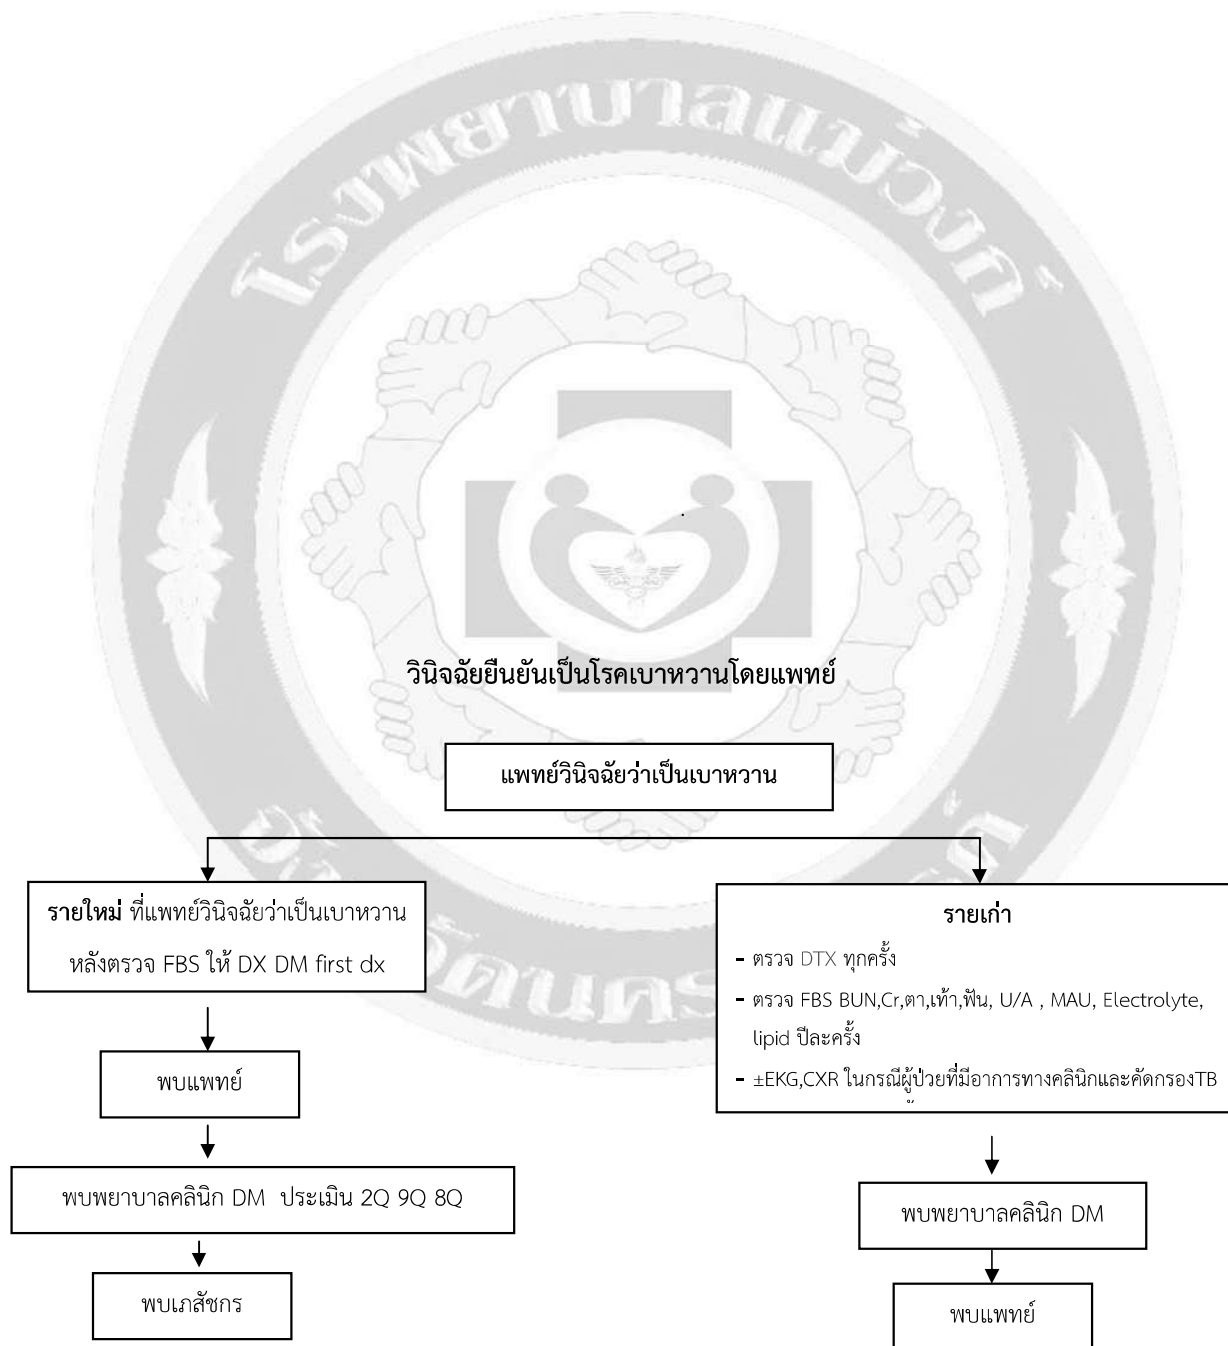 โรงพยาบาลแม่วงก์
วินิจฉัยยืนยันเป็นโรคเบาหวานโดยแพทย์
แพทย์วินิจฉัยว่าเป็นเบาหวาน
รายใหม่ ที่แพทย์วินิจฉัยว่าเป็นเบาหวาน
หลังตรวจ FBS ให้ DX DM first dx
พบแพทย์
พบพยาบาลคลินิก DM ประเมิน 2Q 9Q 8Q
พบเภสัชกร
รายเก่า
- ตรวจ DTX ทุกครั้ง
- ตรวจ FBS BUN,Cr,ตา,เท้า,ฟัน, U/A , MAU, Electrolyte,
lipid ปีละครั้ง
- ±EKG,CXR ในกรณีผู้ป่วยที่มีอาการทางคลินิกและคัดกรองTB
พบพยาบาลคลินิก DM
พบแพทย์